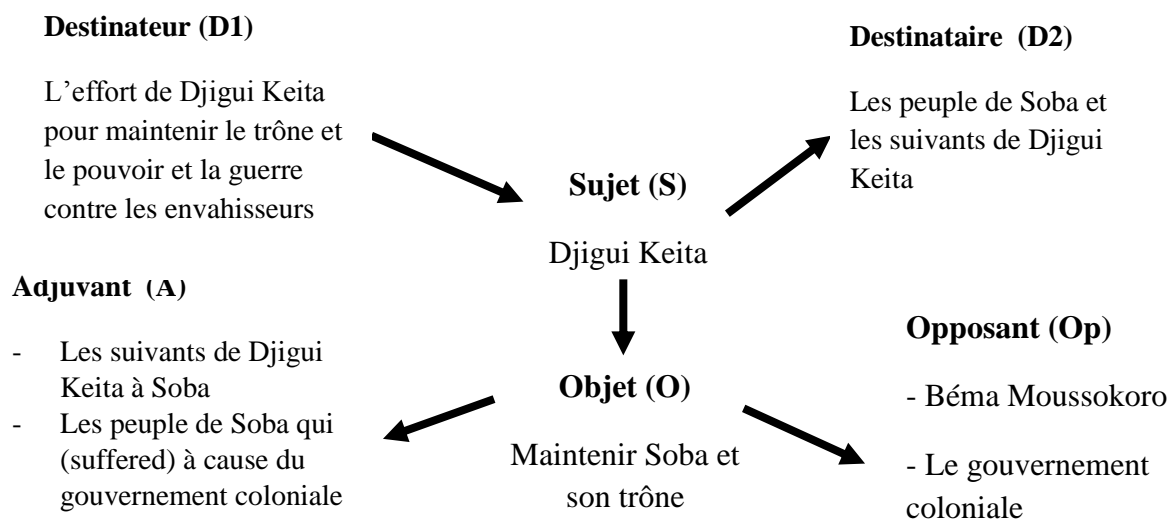 Destinateur (D1)
L'effort de Djigui Keita
pour maintenir le trône et
le pouvoir et la guerre
contre les envahisseurs
Destinataire (D2)
Les peuple de Soba et
les suivants de Djigui
Keita
Sujet (S)
Djigui Keita
Adjuvant (A)
- Les suivants de Djigui
Keita à Soba
- Les peuple de Soba qui
(suffered) à cause du
gouvernement coloniale
Objet (O)
Maintenir Soba et
son trône
Opposant (Op)
- Béma Moussokoro
- Le gouvernement
coloniale